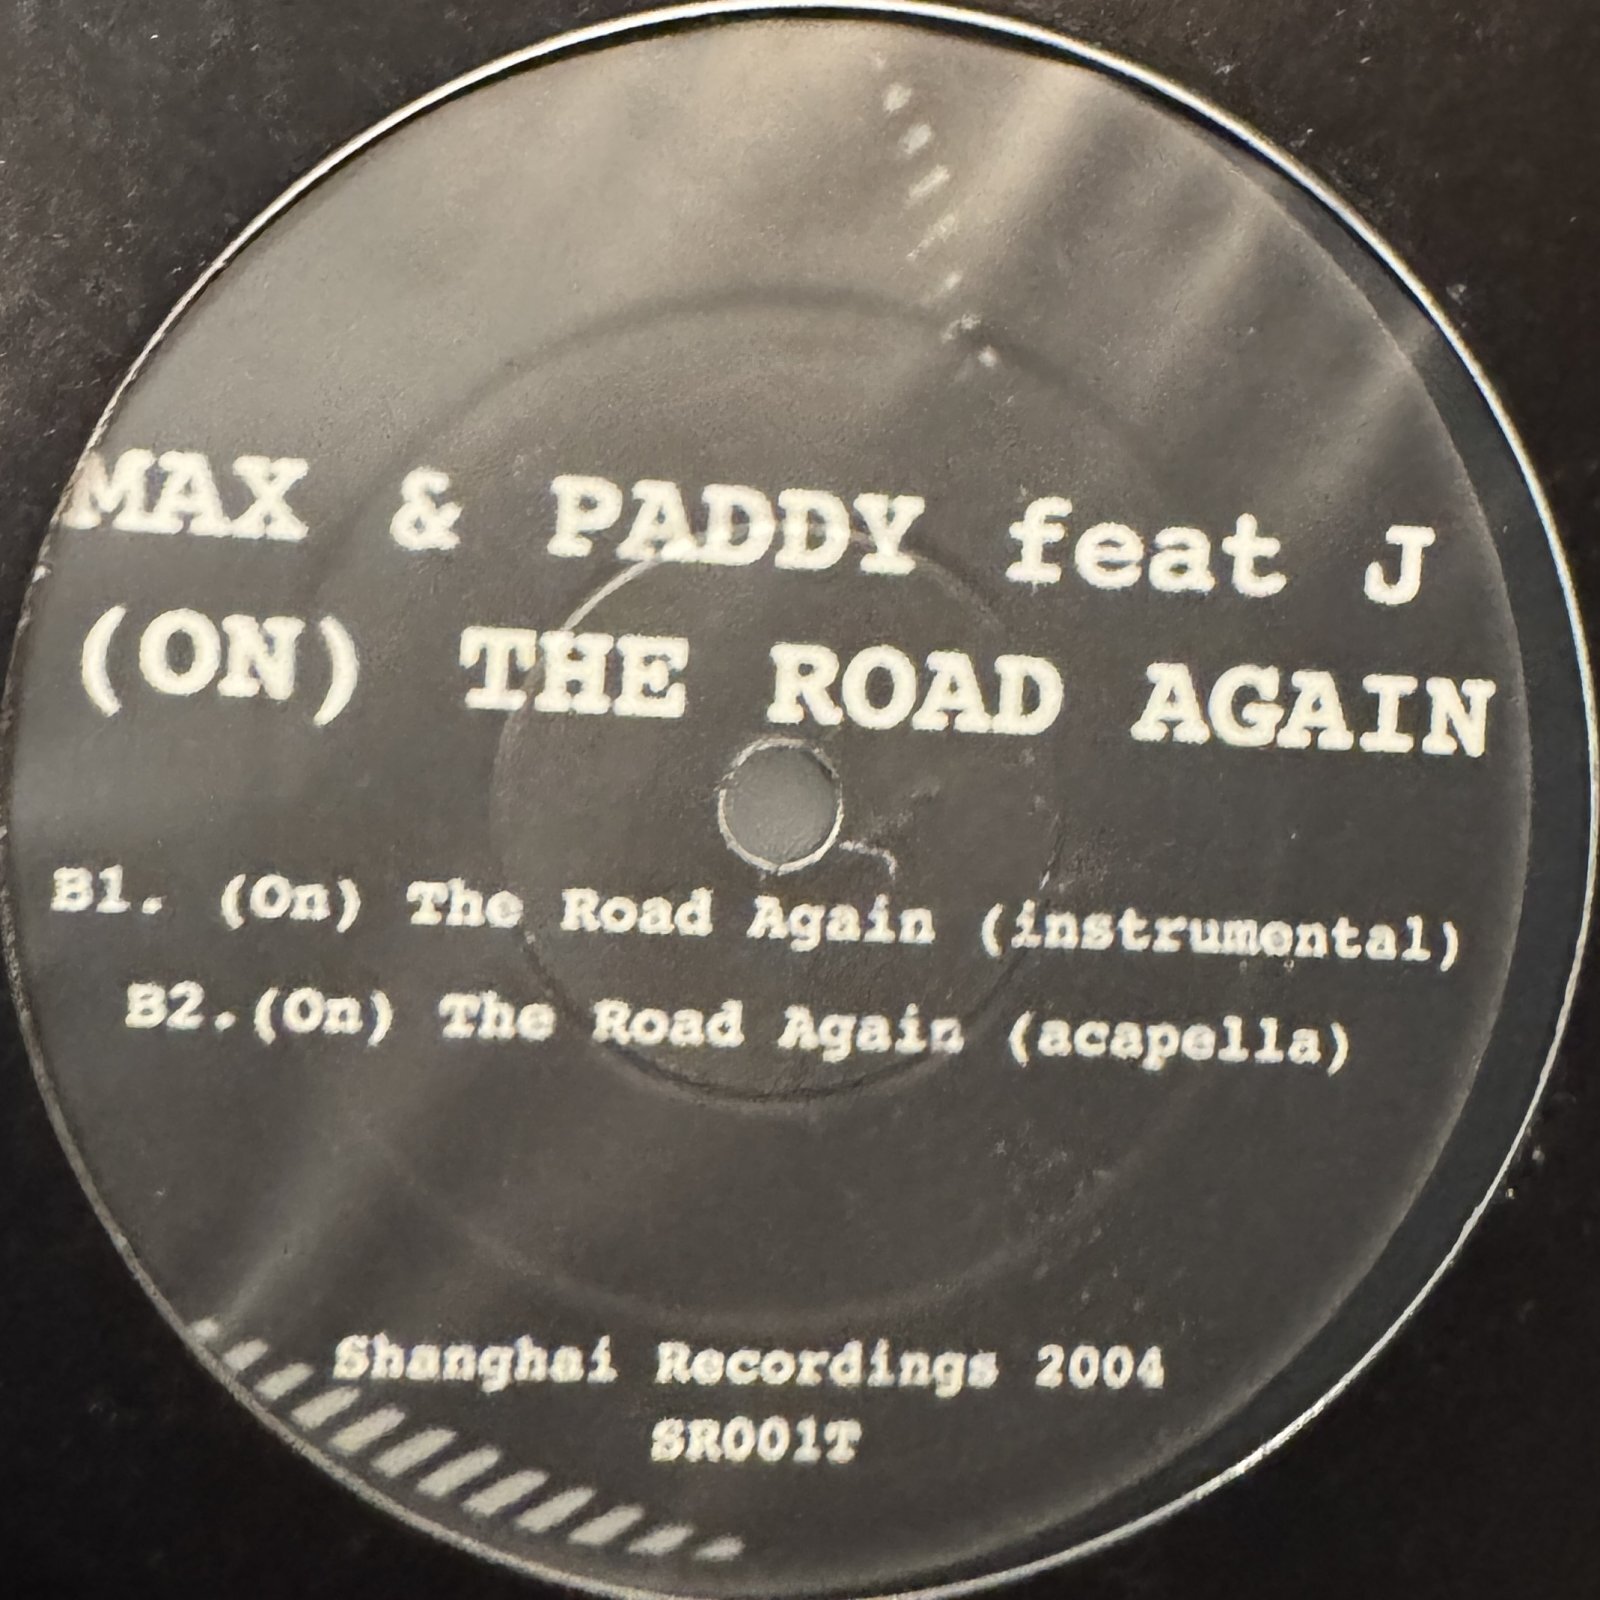 MAX & PADDY feat J
(ON) THE ROAD AGAIN
B1. (On) The Road Again (instrumental)
B2.(On) The Road Again (acapella)
Shanghai Recordings 2004
SR001T